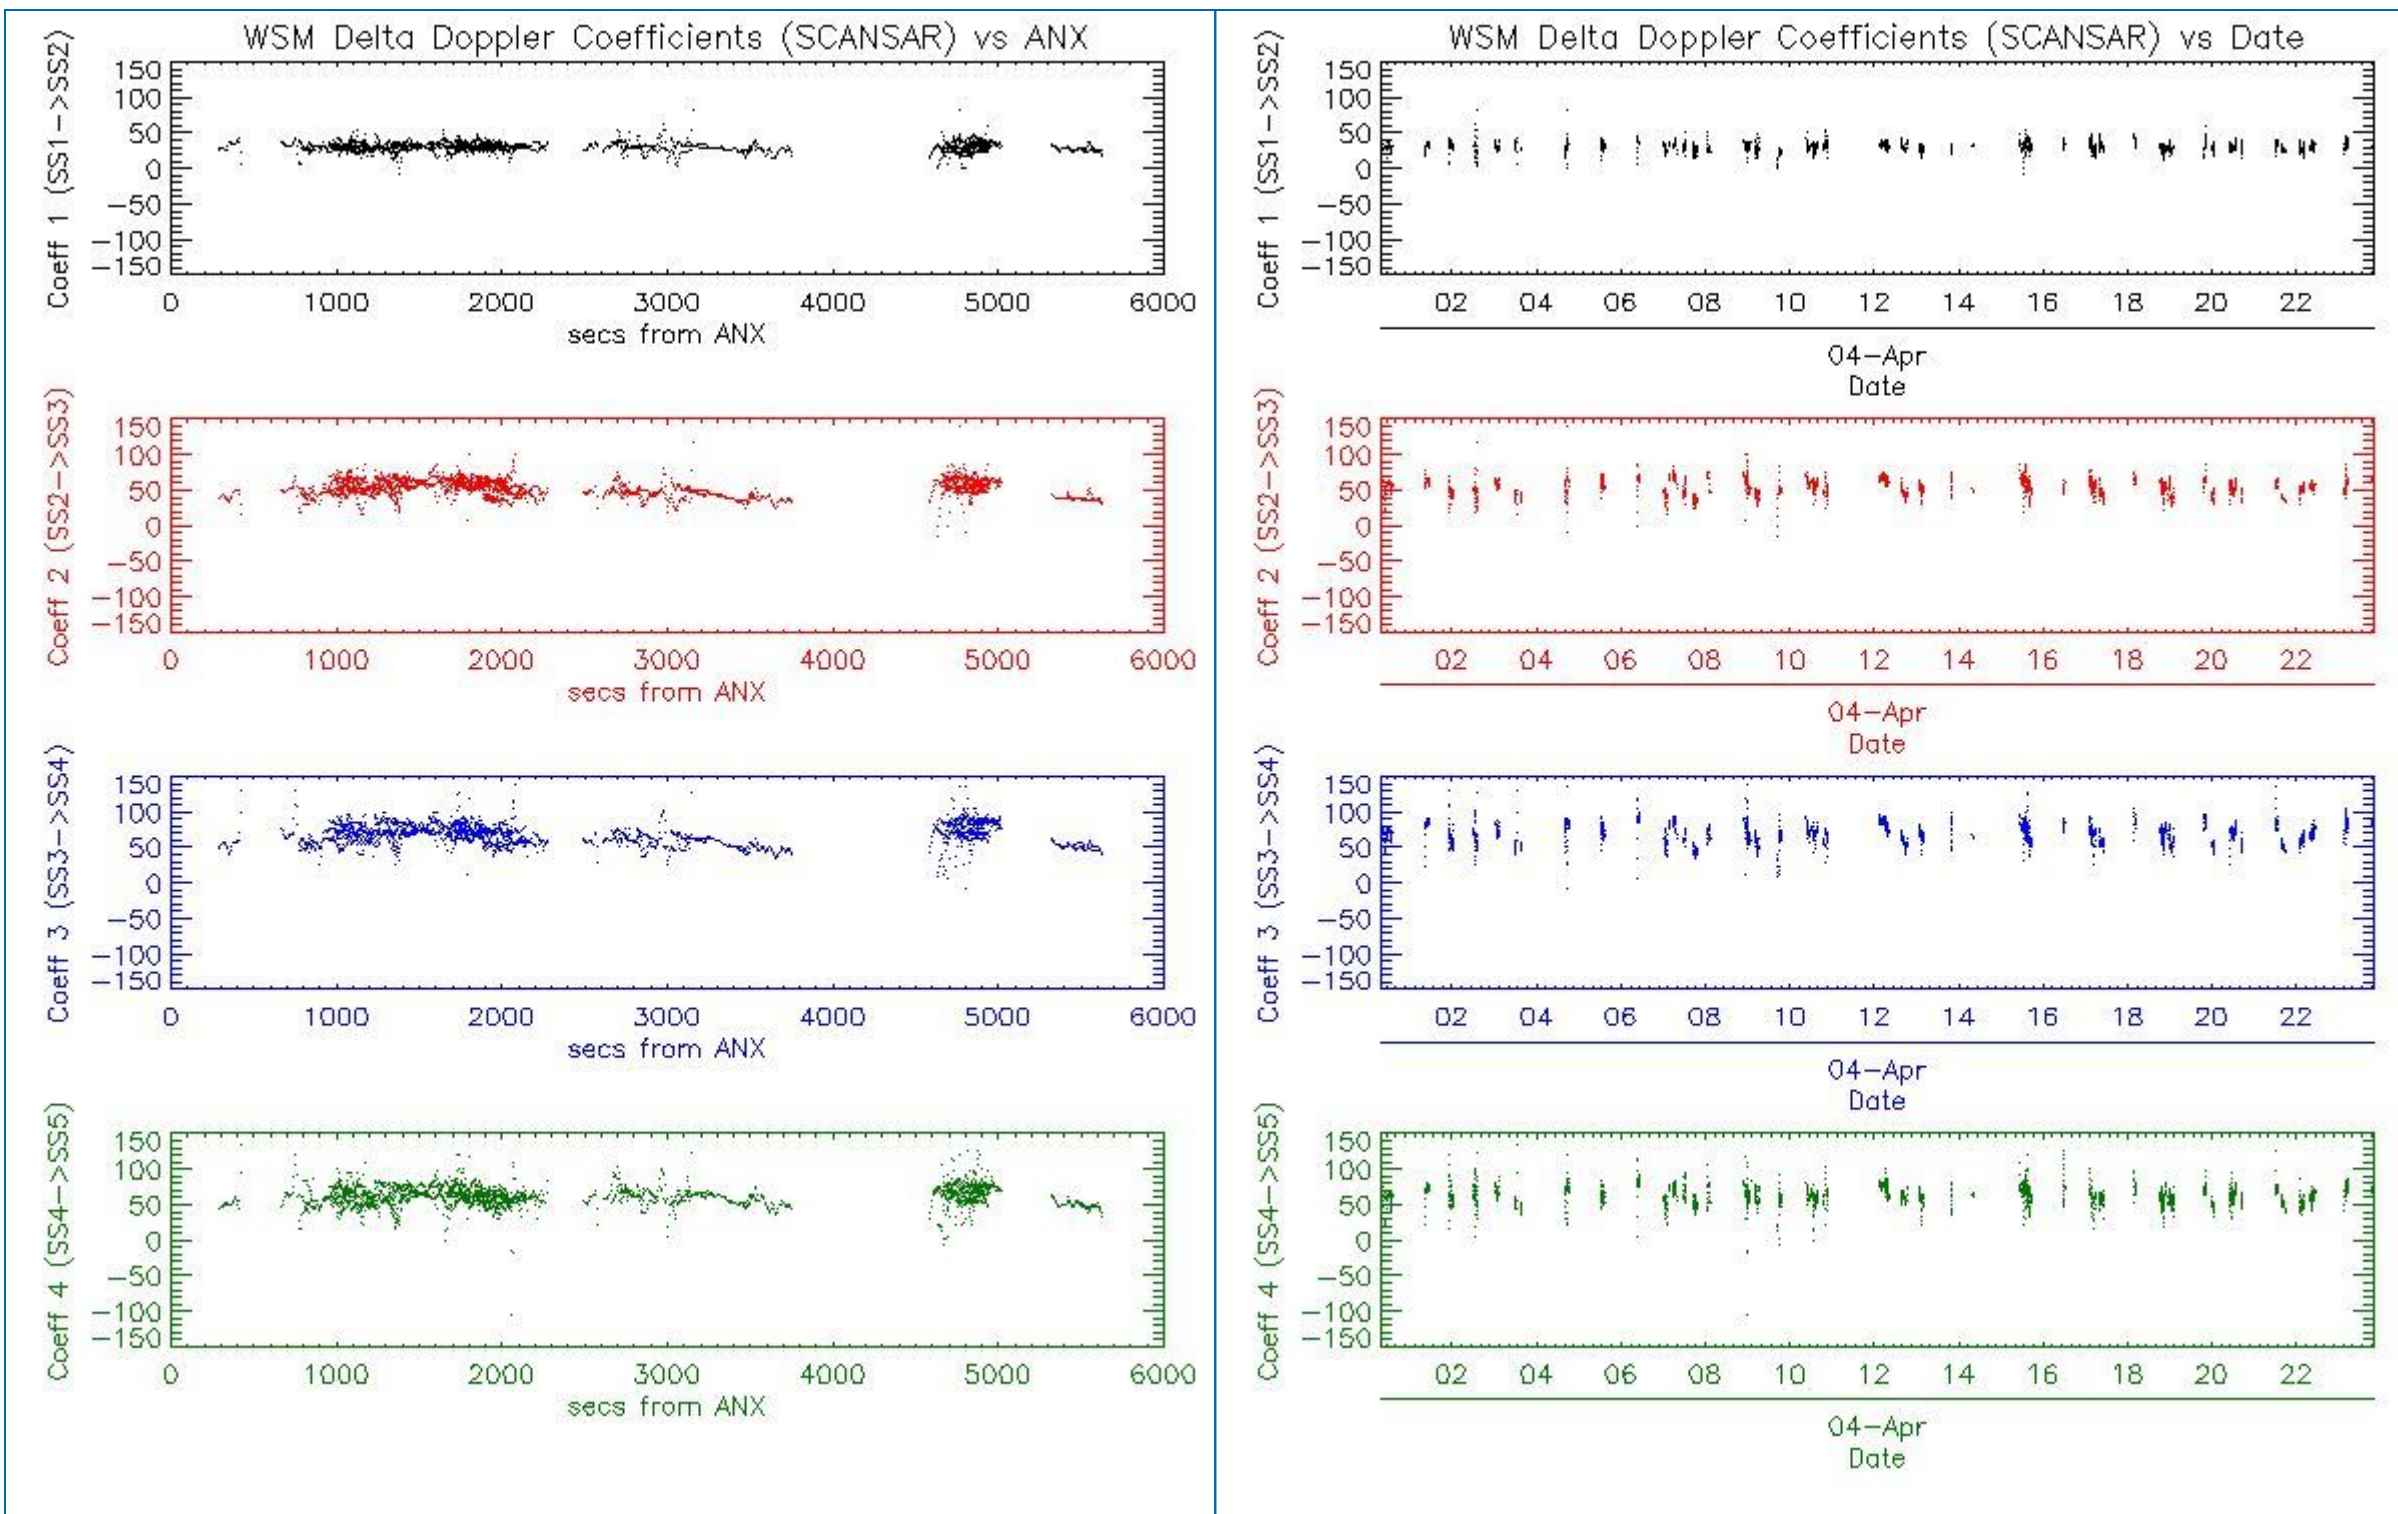 WSM Delta Doppler Coefficients (SCANSAR) vs ANX
Coeff 1 (SS1->SS2)
150
100
50
0
-50
-100
-150
0 1000 2000 3000 4000 5000 6000
secs from ANX
Coeff 2 (SS2->SS3)
150
100
50
0
-50
-100
-150
0 1000 2000 3000 4000 5000 6000
secs from ANX
Coeff 3 (SS3->SS4)
150
100
50
0
-50
-100
-150
0 1000 2000 3000 4000 5000 6000
secs from ANX
Coeff 4 (SS4->SS5)
150
100
50
0
-50
-100
-150
0 1000 2000 3000 4000 5000 6000
secs from ANX
WSM Delta Doppler Coefficients (SCANSAR) vs Date
Coeff 1 (SS1->SS2)
150
100
50
0
-50
-100
-150
02 04 06 08 10 12 14 16 18 20 22
04-Apr
Date
Coeff 2 (SS2->SS3)
150
100
50
0
-50
-100
-150
02 04 06 08 10 12 14 16 18 20 22
04-Apr
Date
Coeff 3 (SS3->SS4)
150
100
50
0
-50
-100
-150
02 04 06 08 10 12 14 16 18 20 22
04-Apr
Date
Coeff 4 (SS4->SS5)
150
100
50
0
-50
-100
-150
02 04 06 08 10 12 14 16 18 20 22
04-Apr
Date